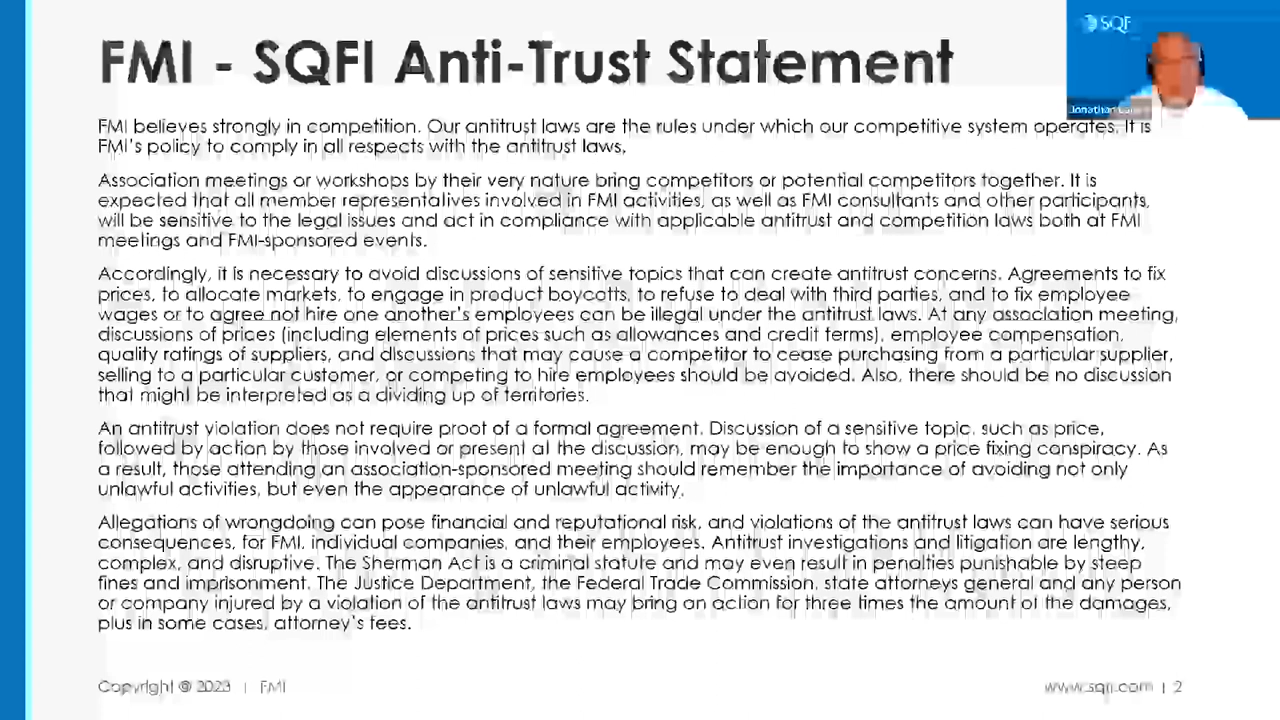 FMI - SQFI Anti-Trust Statement
SQF
Jonathan
FMI believes strongly in competition. Our antitrust laws are the rules under which our competitive system operates. It is
FMI's policy to comply in all respects with the antitrust laws.
Association meetings or workshops by their very nature bring competitors or potential competitors together. It is
expected that all member representatives involved in FMI activities, as well as FMI consultants and other participants,
will be sensitive to the legal issues and act in compliance with applicable antitrust and competition laws both at FMI
meetings and FMI-sponsored events.
Accordingly, it is necessary to avoid discussions of sensitive topics that can create antitrust concerns. Agreements to fix
prices, to allocate markets, to engage in product boycotts, to refuse to deal with third parties, and to fix employee
wages or to agree not hire one another's employees can be illegal under the antitrust laws. At any association meeting,
discussions of prices (including elements of prices such as allowances and credit terms), employee compensation,
quality ratings of suppliers, and discussions that may cause a competitor to cease purchasing from a particular supplier,
selling to a particular customer, or competing to hire employees should be avoided. Also, there should be no discussion
that might be interpreted as a dividing up of territories.
An antitrust violation does not require proof of a formal agreement. Discussion of a sensitive topic, such as price,
followed by action by those involved or present at the discussion, may be enough to show a price fixing conspiracy. As
a result, those attending an association-sponsored meeting should remember the importance of avoiding not only
unlawful activities, but even the appearance of unlawful activity.
Allegations of wrongdoing can pose financial and reputational risk, and violations of the antitrust laws can have serious
consequences, for FMI, individual companies, and their employees. Antitrust investigations and litigation are lengthy,
complex, and disruptive. The Sherman Act is a criminal statute and may even result in penalties punishable by steep
fines and imprisonment. The Justice Department, the Federal Trade Commission, state attorneys general and any person
or company injured by a violation of the antitrust laws may bring an action for three times the amount of the damages,
plus in some cases, attorney's fees.
Copyright © 2023 | FMI
www.sqfi.com | 2